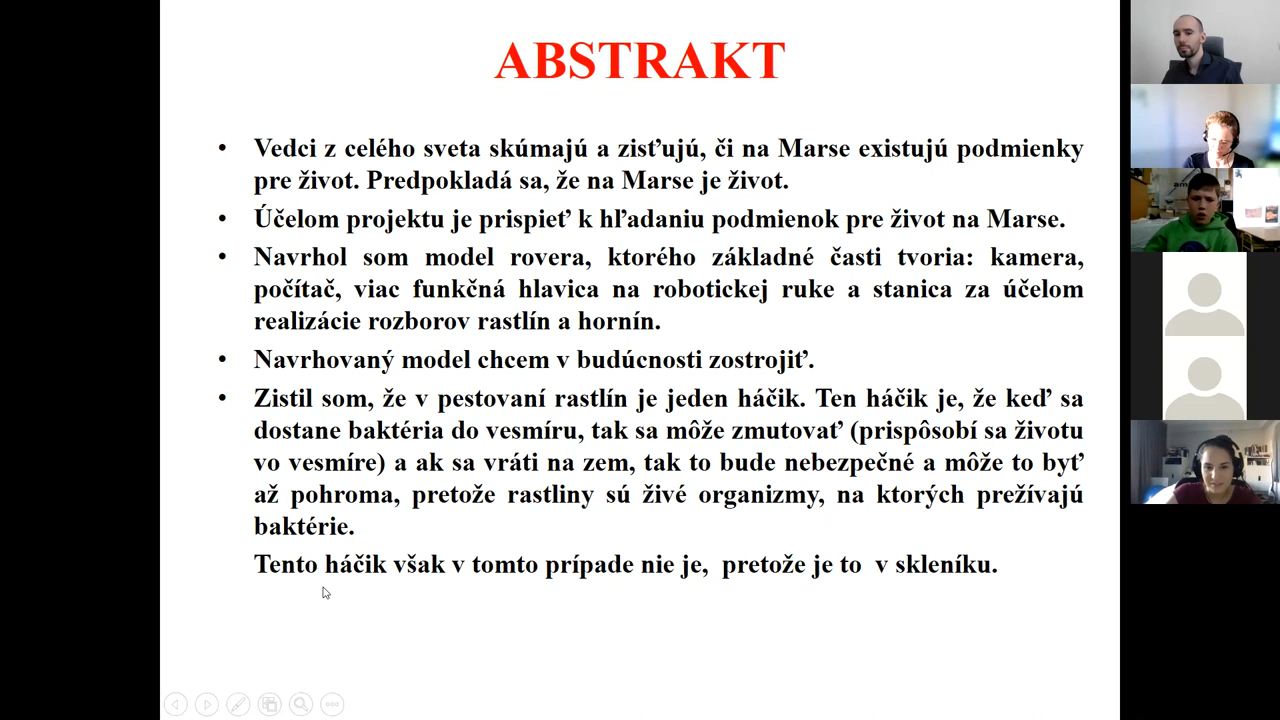 ABSTRAKT
• Vedci z celého sveta skúmajú a zisťujú, či na Marse existujú podmienky
pre život. Predpokladá sa, že na Marse je život.
• Účelom projektu je prispieť k hľadaniu podmienok pre život na Marse.
• Navrhol som model rovera, ktorého základné časti tvoria: kamera,
počítač, viac funkčná hlavica na robotickej ruke a stanica za účelom
realizácie rozborov rastlín a hornín.
• Navrhovaný model chcem v budúcnosti zostrojiť.
• Zistil som, že v pestovaní rastlín je jeden háčik. Ten háčik je, že keď sa
dostane baktéria do vesmíru, tak sa môže zmutovať (prispôsobí sa životu
vo vesmíre) a ak sa vráti na zem, tak to bude nebezpečné a môže to byť
až pohroma, pretože rastliny sú živé organizmy, na ktorých prežívajú
baktérie.
Tento háčik však v tomto prípade nie je, pretože je to v skleníku.